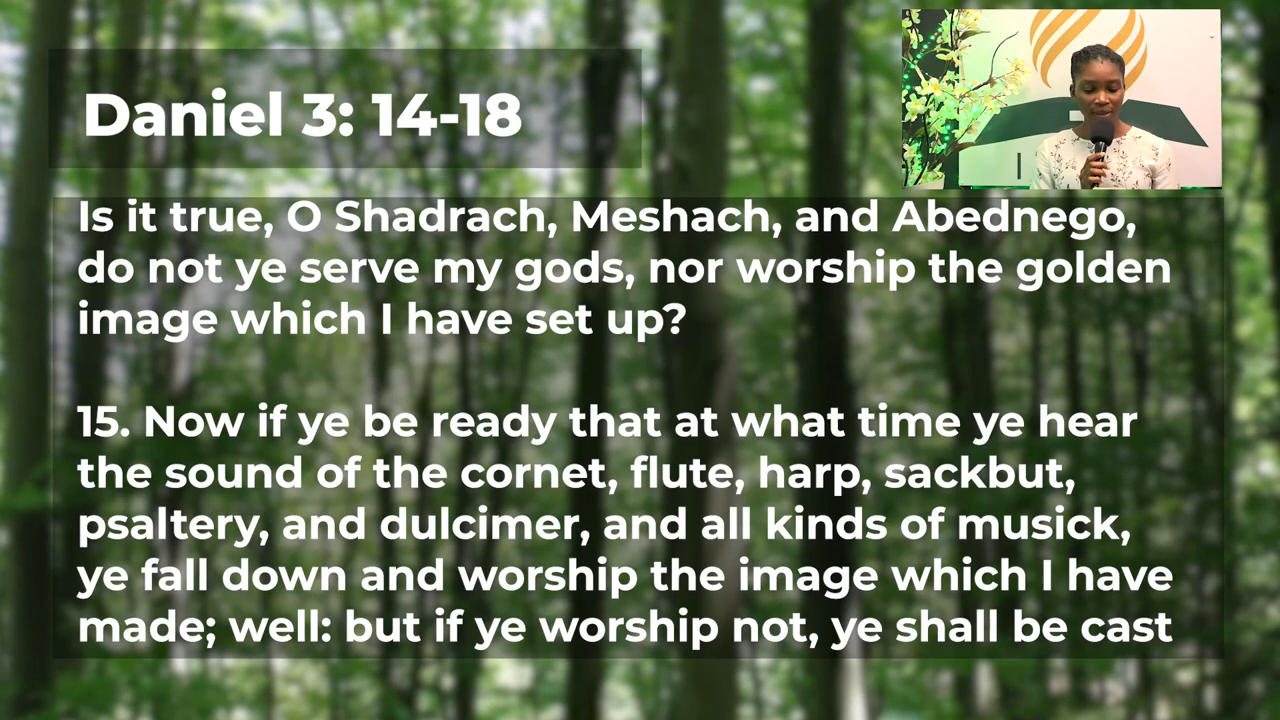 Daniel 3: 14-18
Is it true, O Shadrach, Meshach, and Abednego,
do not ye serve my gods, nor worship the golden
image which I have set up?
15. Now if ye be ready that at what time ye hear
the sound of the cornet, flute, harp, sackbut,
psaltery, and dulcimer, and all kinds of musick,
ye fall down and worship the image which I have
made; well: but if ye worship not, ye shall be cast